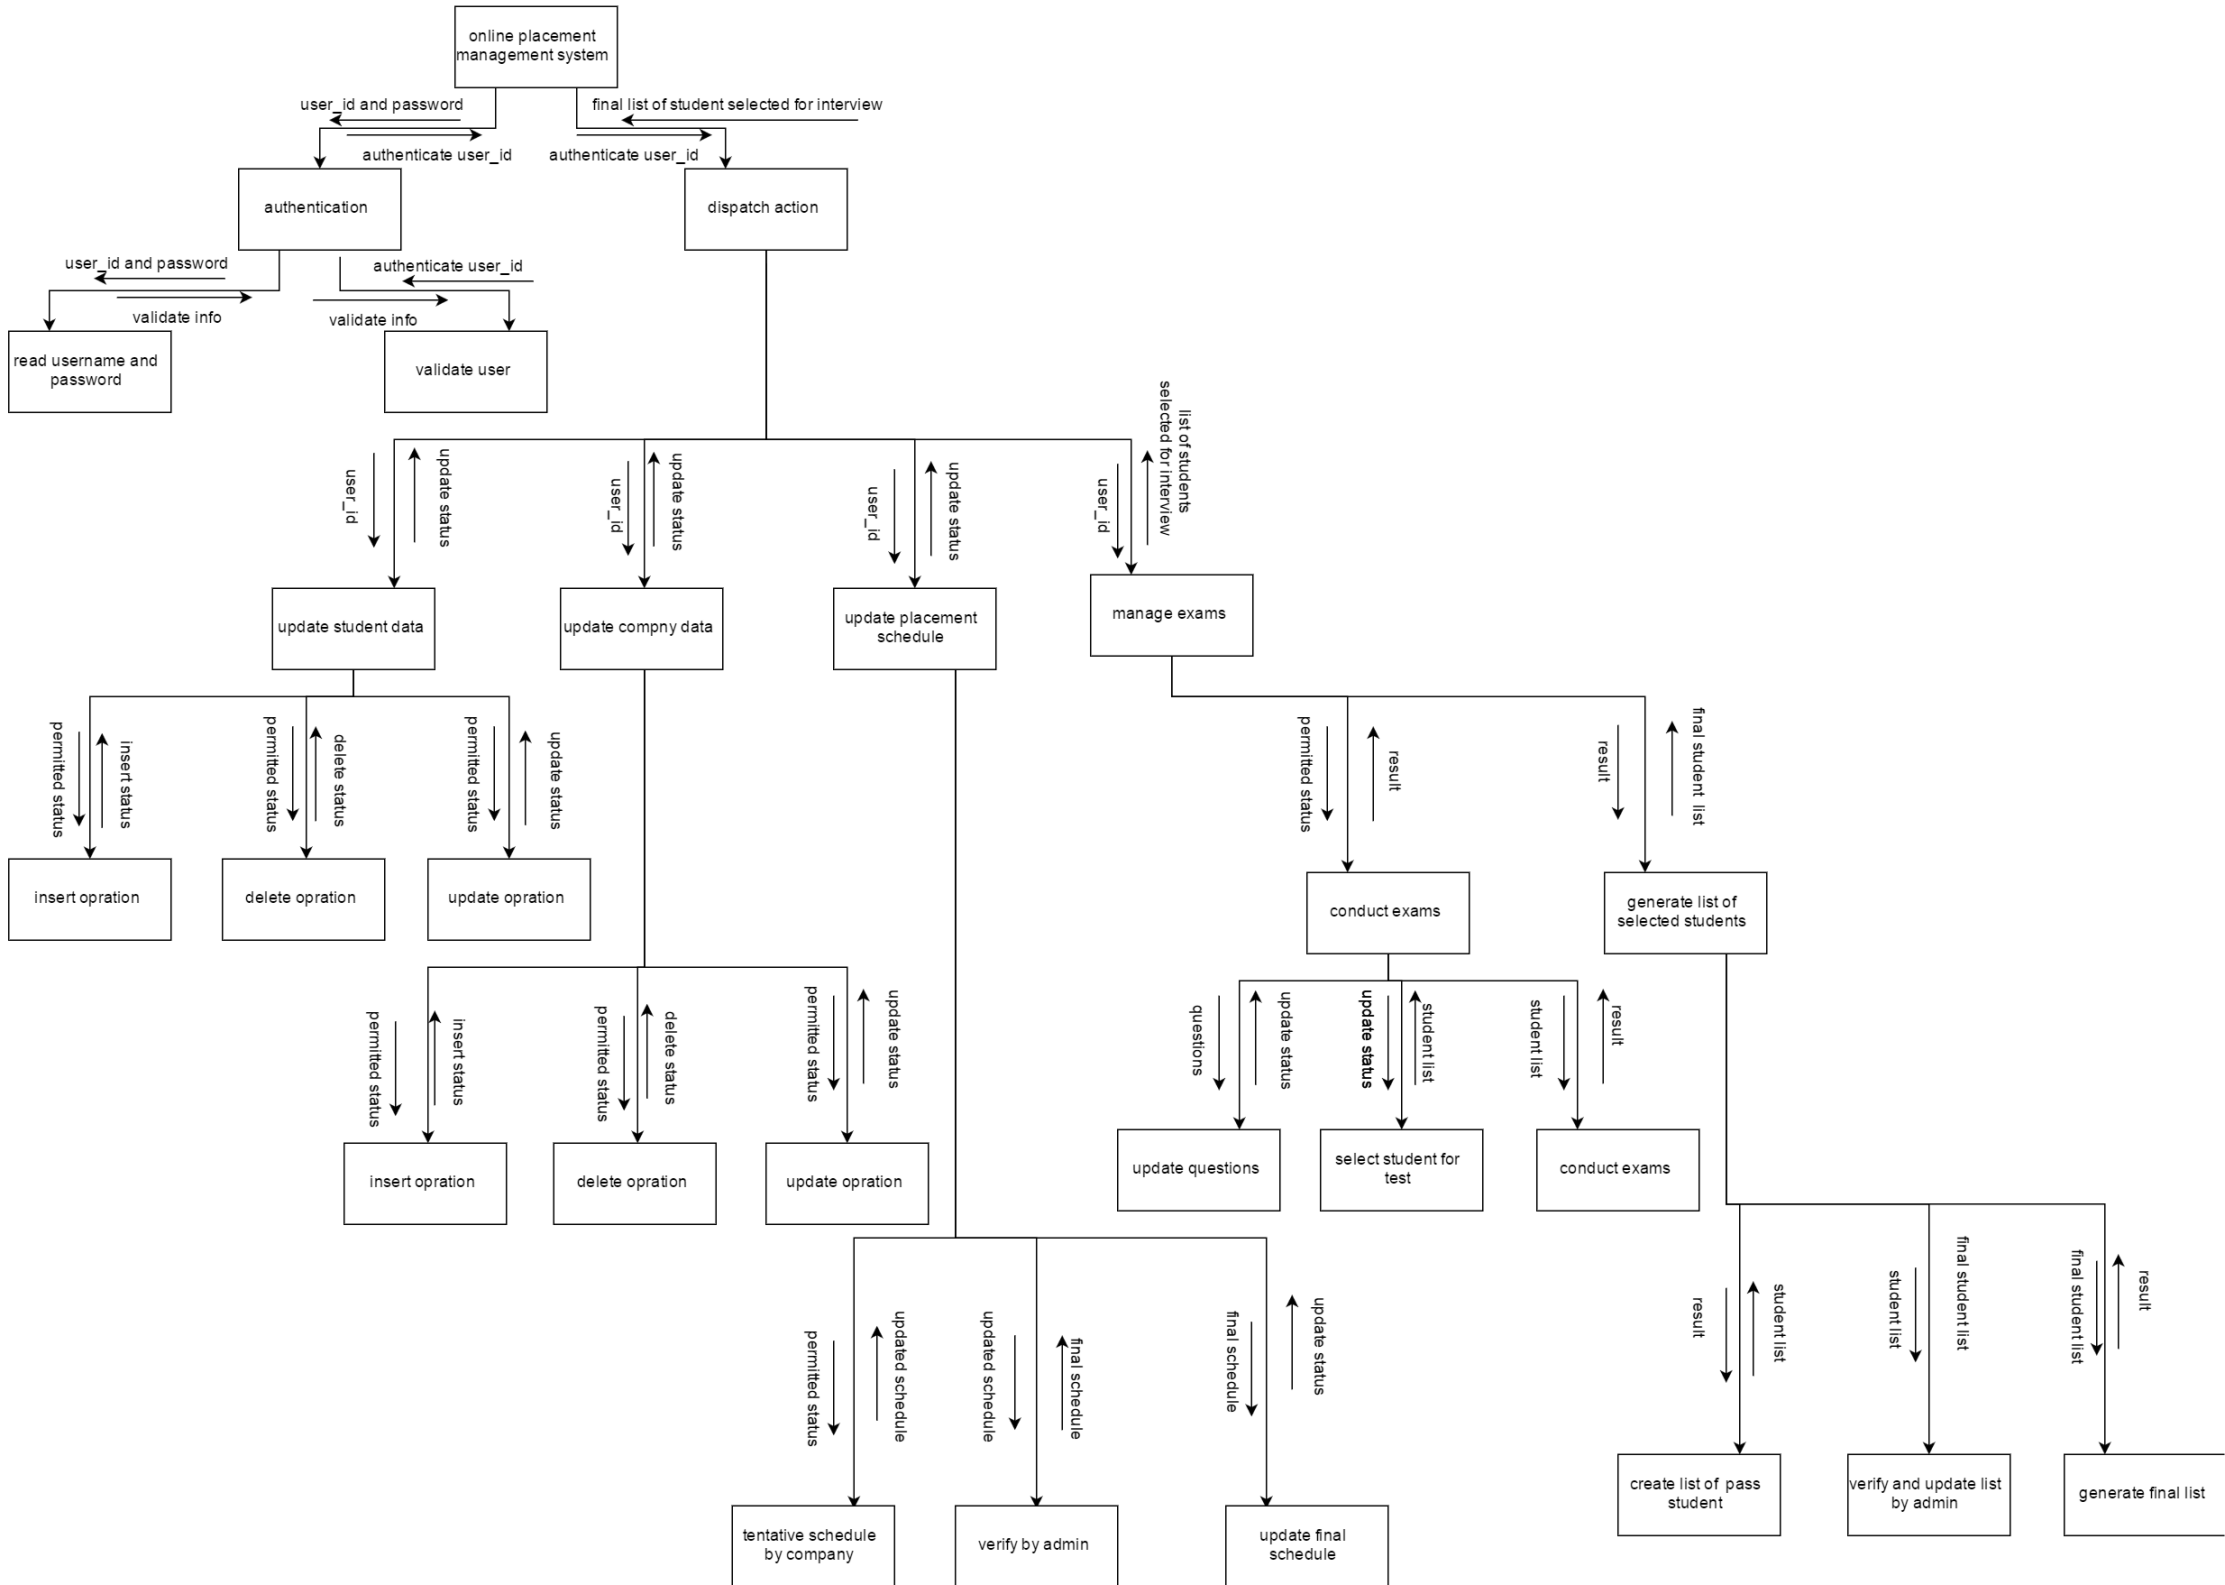 online placement
management system
user_id and password
final list of student selected for interview
authenticate user_id
authenticate user_id
authentication
dispatch action
user_id and password
authenticate user_id
validate info
validate info
read username and
password
validate user
user_id
update status
user_id
update status
user_id
update status
user_id
list of students
selected for interview
update student data
update compny data
update placement
schedule
manage exams
permitted status
insert status
permitted status
delete status
permitted status
update status
permitted status
result
result
final student list
insert opration
delete opration
update opration
conduct exams
generate list of
selected students
permitted status
insert status
permitted status
delete status
permitted status
update status
questions
update status
update status
student list
student list
result
insert opration
delete opration
update opration
update questions
select student for
test
conduct exams
permitted status
updated schedule
updated schedule
final schedule
final schedule
update status
result
student list
student list
final student list
final student list
result
tentative schedule
by company
verify by admin
update final
schedule
create list of pass
student
verify and update list
by admin
generate final list